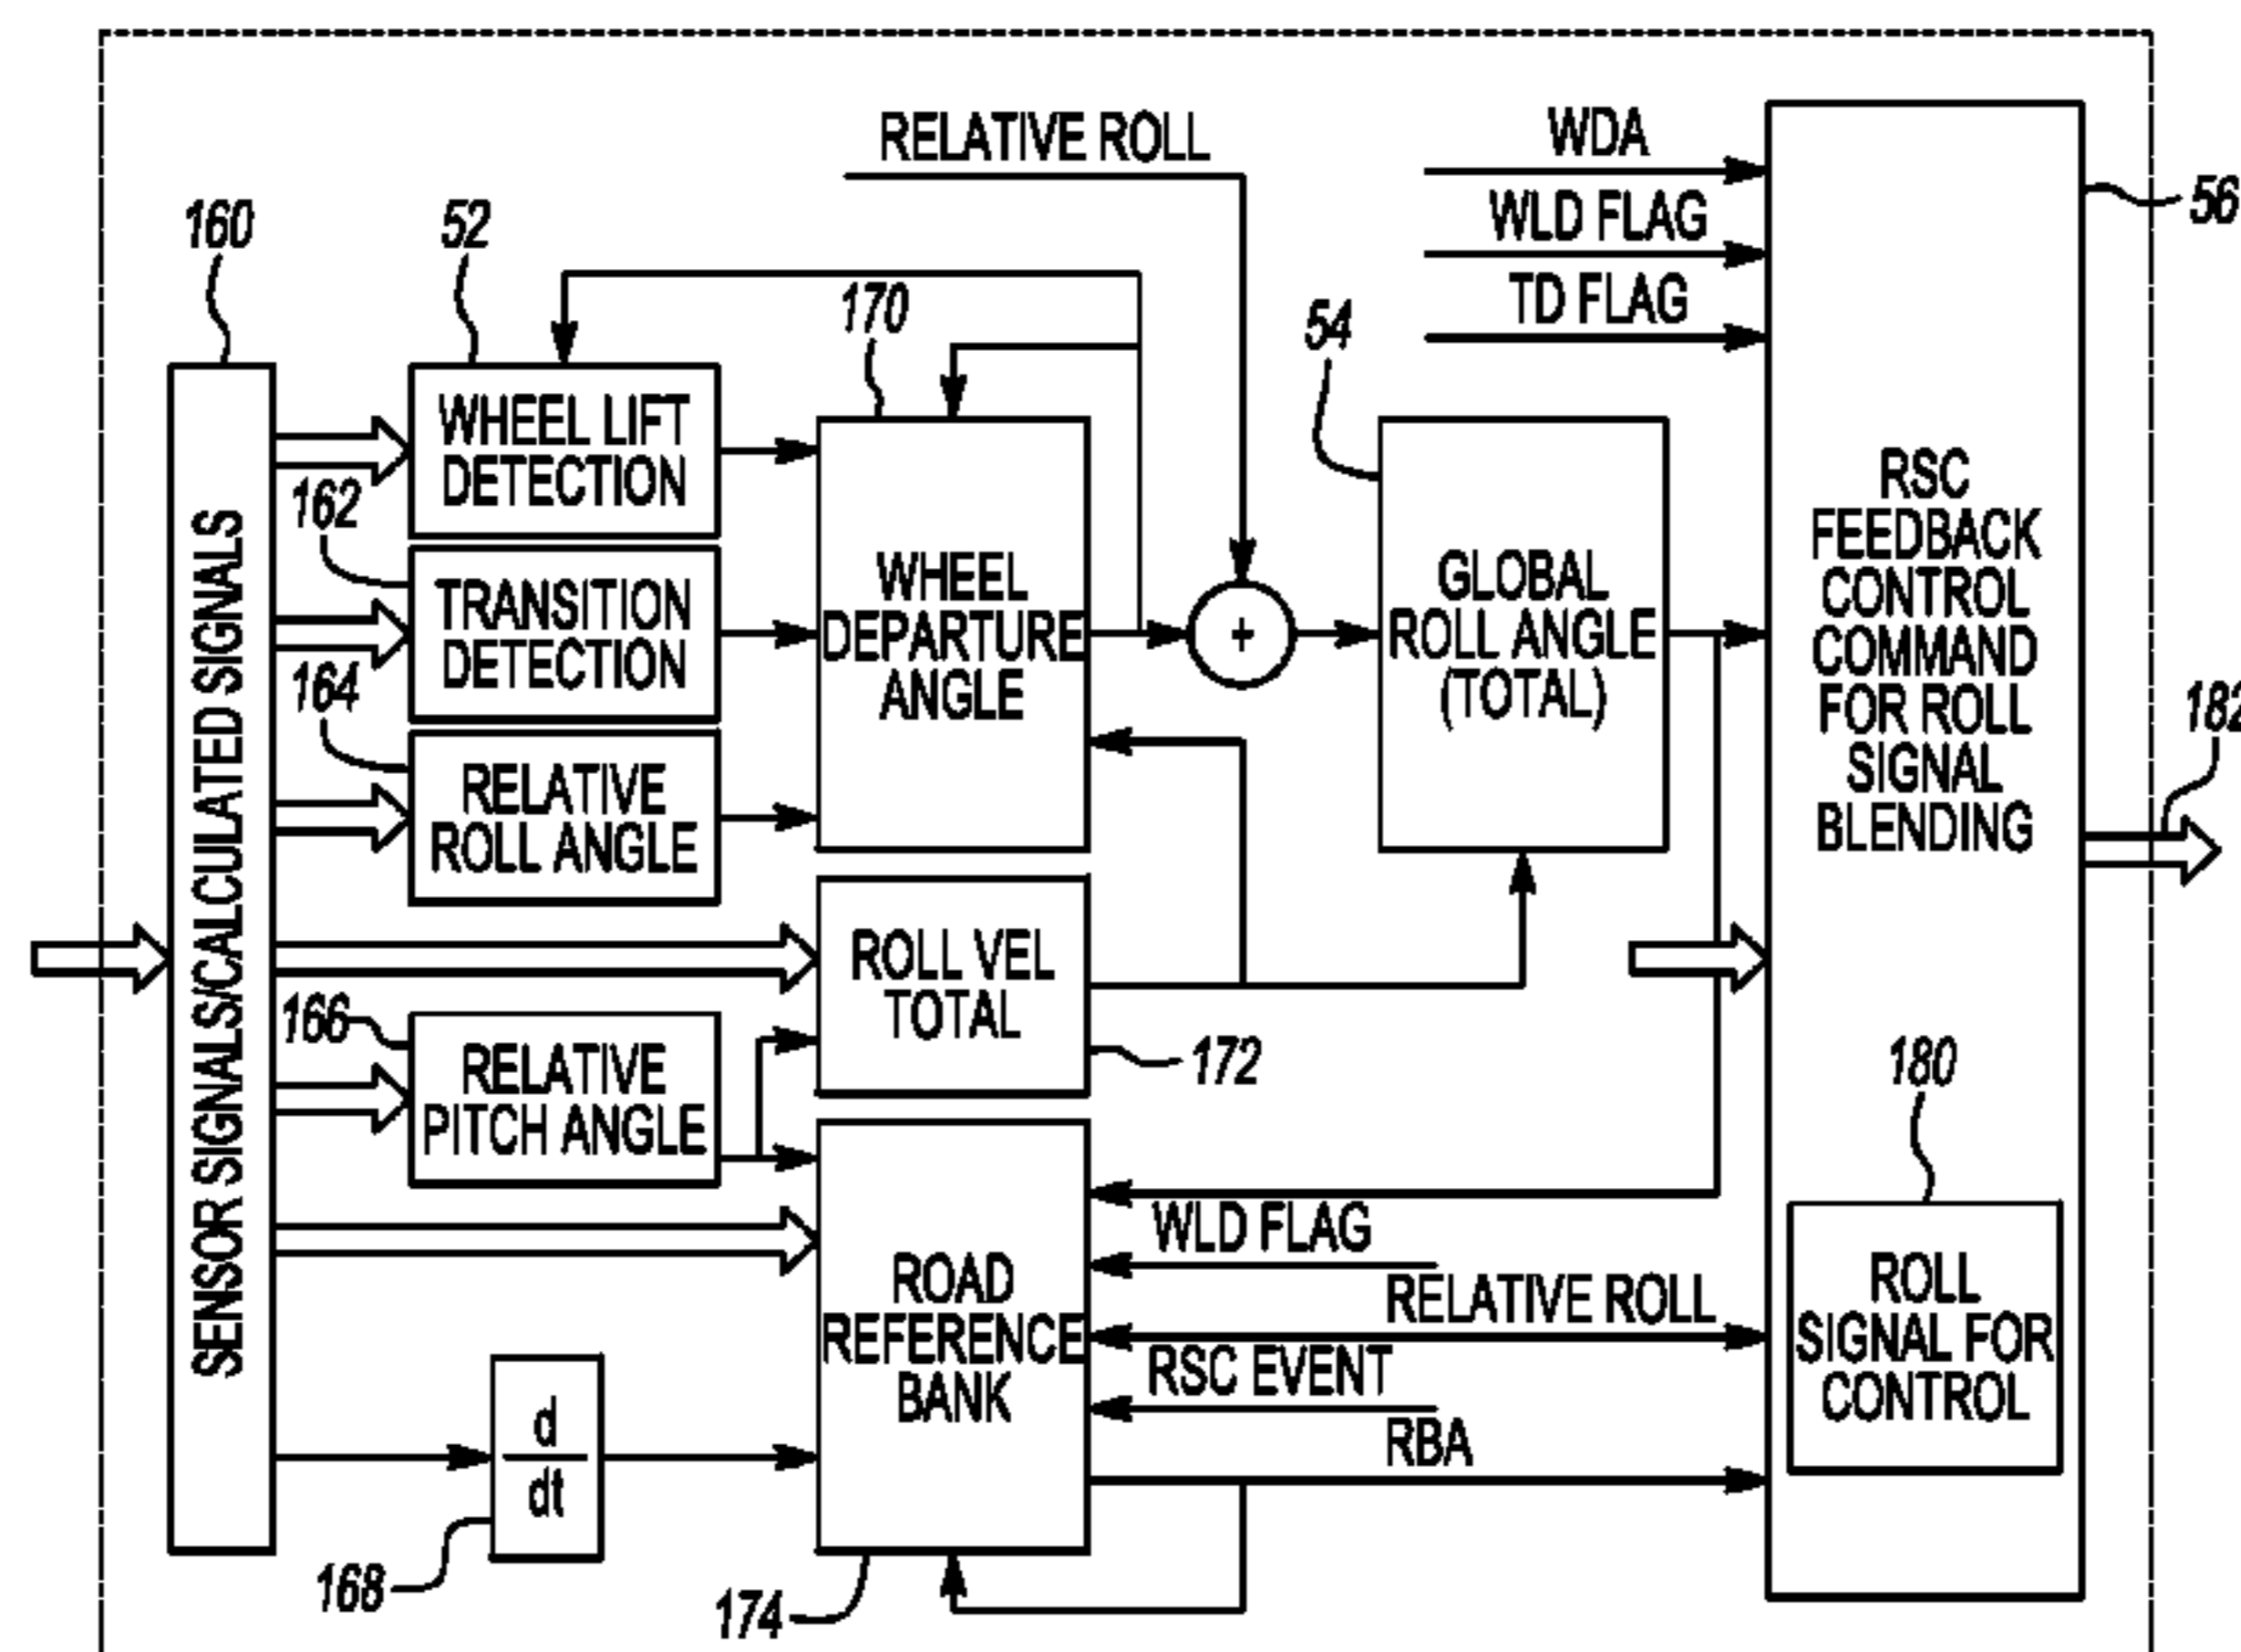 RELATIVE ROLL
WDA
WLD FLAG
TD FLAG
160
52
170
54
56
SENSOR SIGNALS/CALCULATED SIGNALS
WHEEL LIFT
DETECTION
162
TRANSITION
DETECTION
164
RELATIVE
ROLL ANGLE
WHEEL
DEPARTURE
ANGLE
+
GLOBAL
ROLL ANGLE
(TOTAL)
RSC
FEEDBACK
CONTROL
COMMAND
FOR ROLL
SIGNAL
BLENDING
182
ROLL VEL
TOTAL
172
166
RELATIVE
PITCH ANGLE
180
ROAD
REFERENCE
BANK
WLD FLAG
RELATIVE ROLL
RSC EVENT
RBA
ROLL
SIGNAL FOR
CONTROL
d
dt
168
174